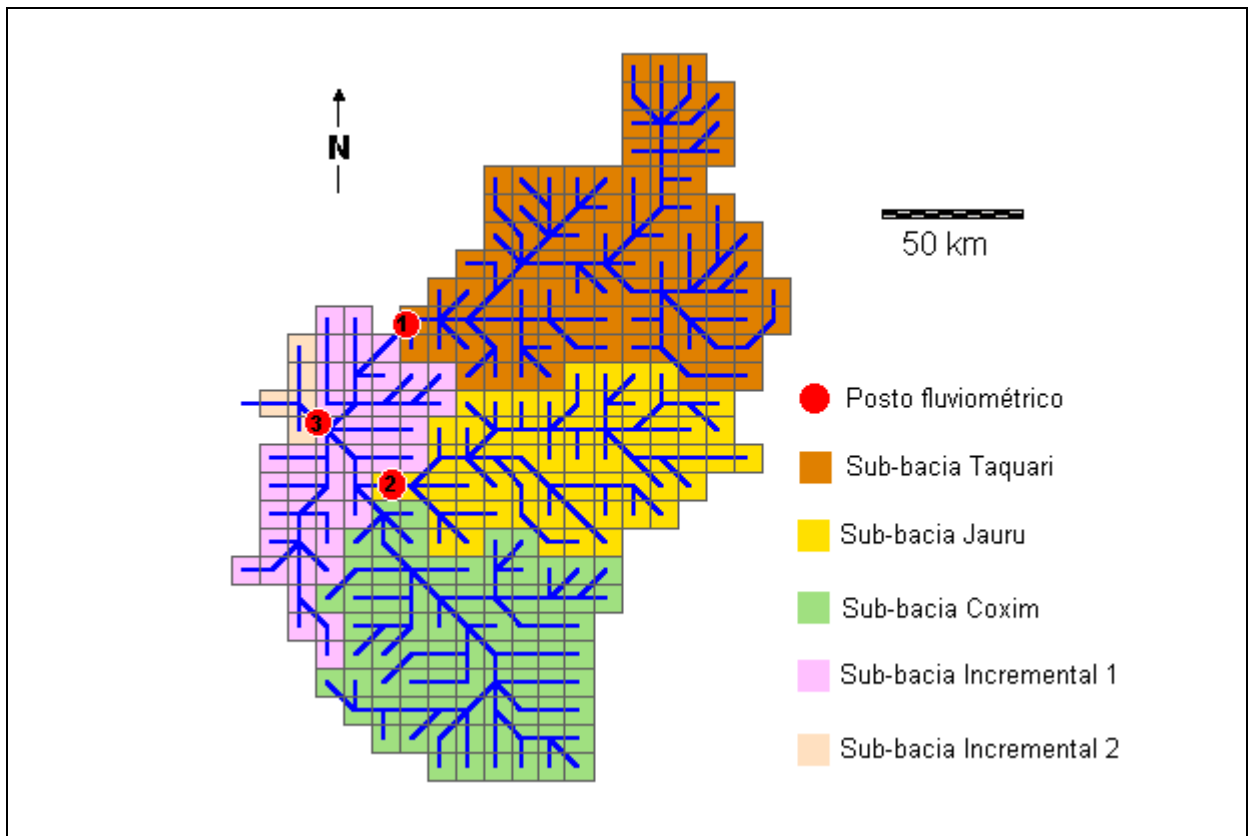 N
50 km
1
3
2
Posto fluviométrico
Sub-bacia Taquari
Sub-bacia Jauru
Sub-bacia Coxim
Sub-bacia Incremental 1
Sub-bacia Incremental 2